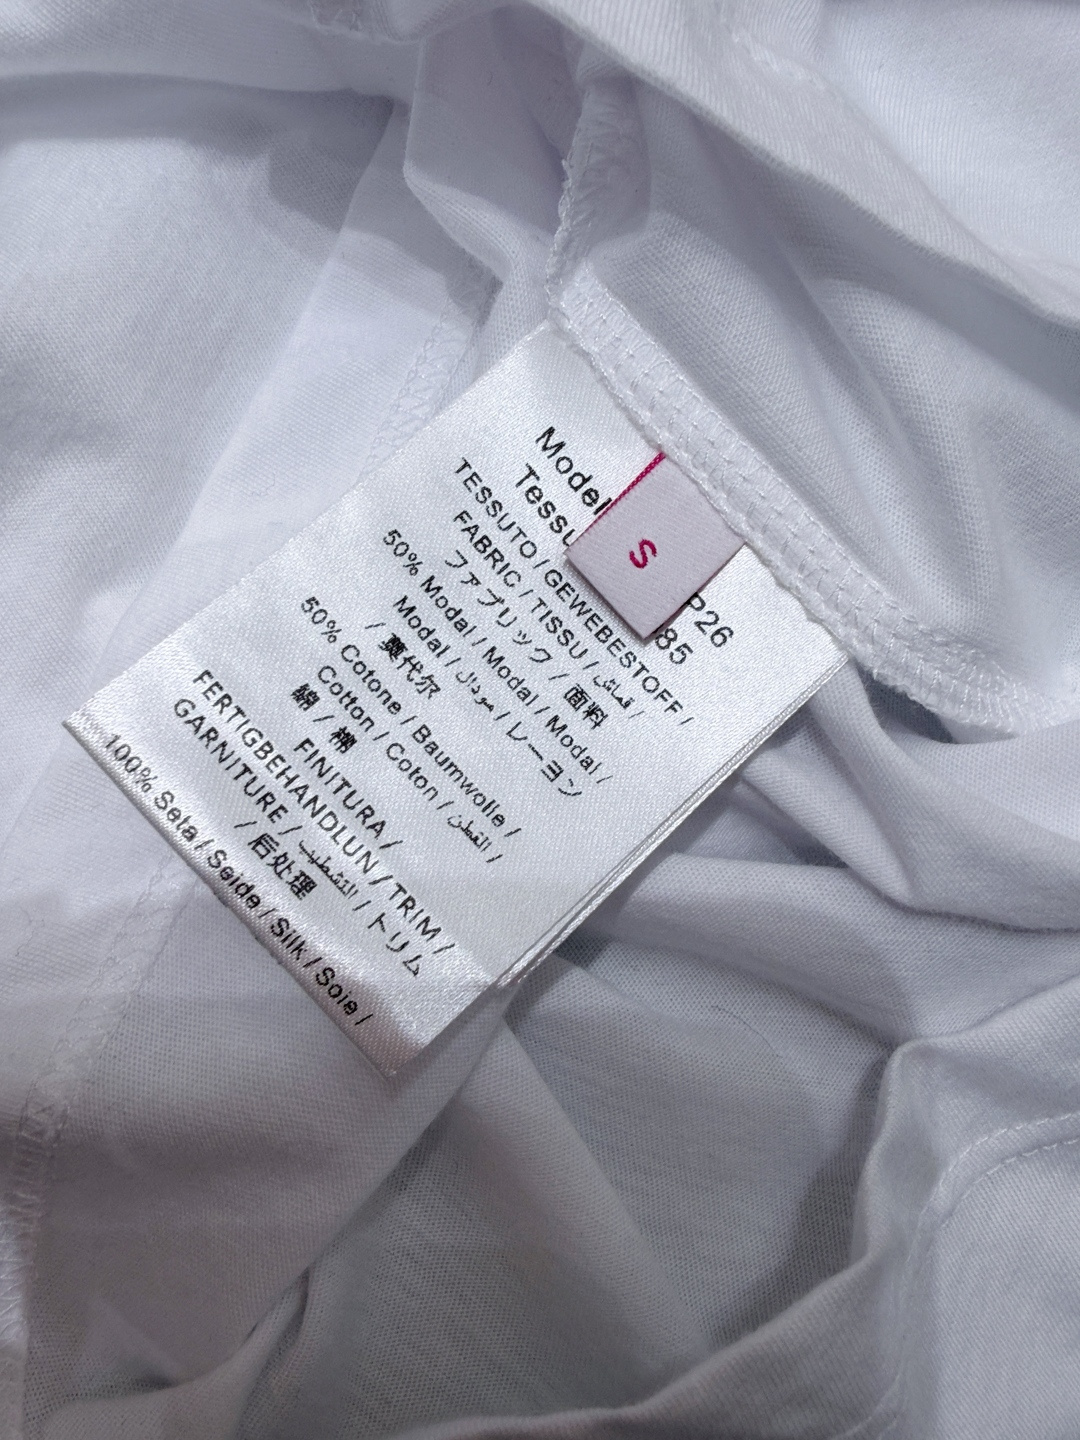 Model P26
Tessu 85
S
TESSUTO / GEWEBESTOFF /
FABRIC / TISSU / قماش /
ファブリック / 面料
50% Modal / Modal / Modal /
Modal / مودال / レーヨン
/ 莫代尔
50% Cotone / Baumwolle /
Cotton / Coton / القطن /
綿 / 棉
FINITURA /
FERTIGBEHANDLUN / TRIM /
GARNITURE / التشطيب / トリム
/ 后处理
100% Seta / Seide / Silk / Soie /